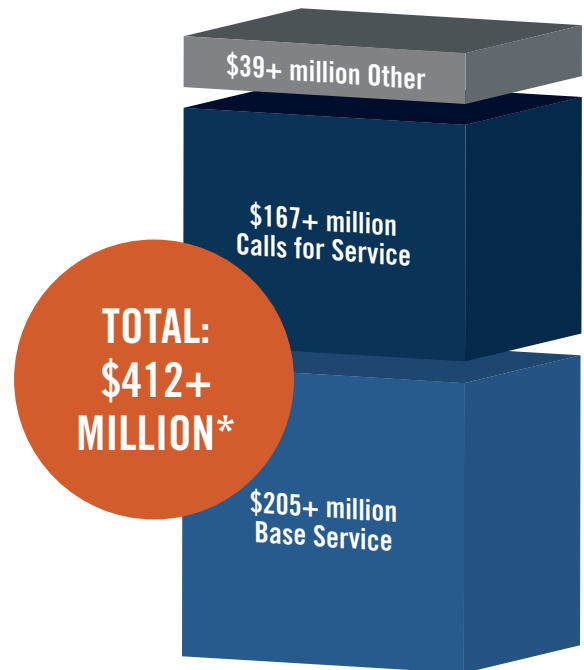 $39+ million Other
$167+ million
Calls for Service
TOTAL:
$412+
MILLION*
$205+ million
Base Service